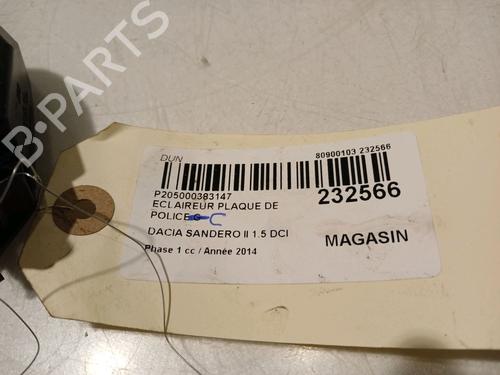 B-PARTS
DUN
80900103 232566
P205000383147
232566
ECLAIREUR PLAQUE DE
POLICE G C
DACIA SANDERO II 1.5 DCI
MAGASIN
Phase 1 cc / Année 2014